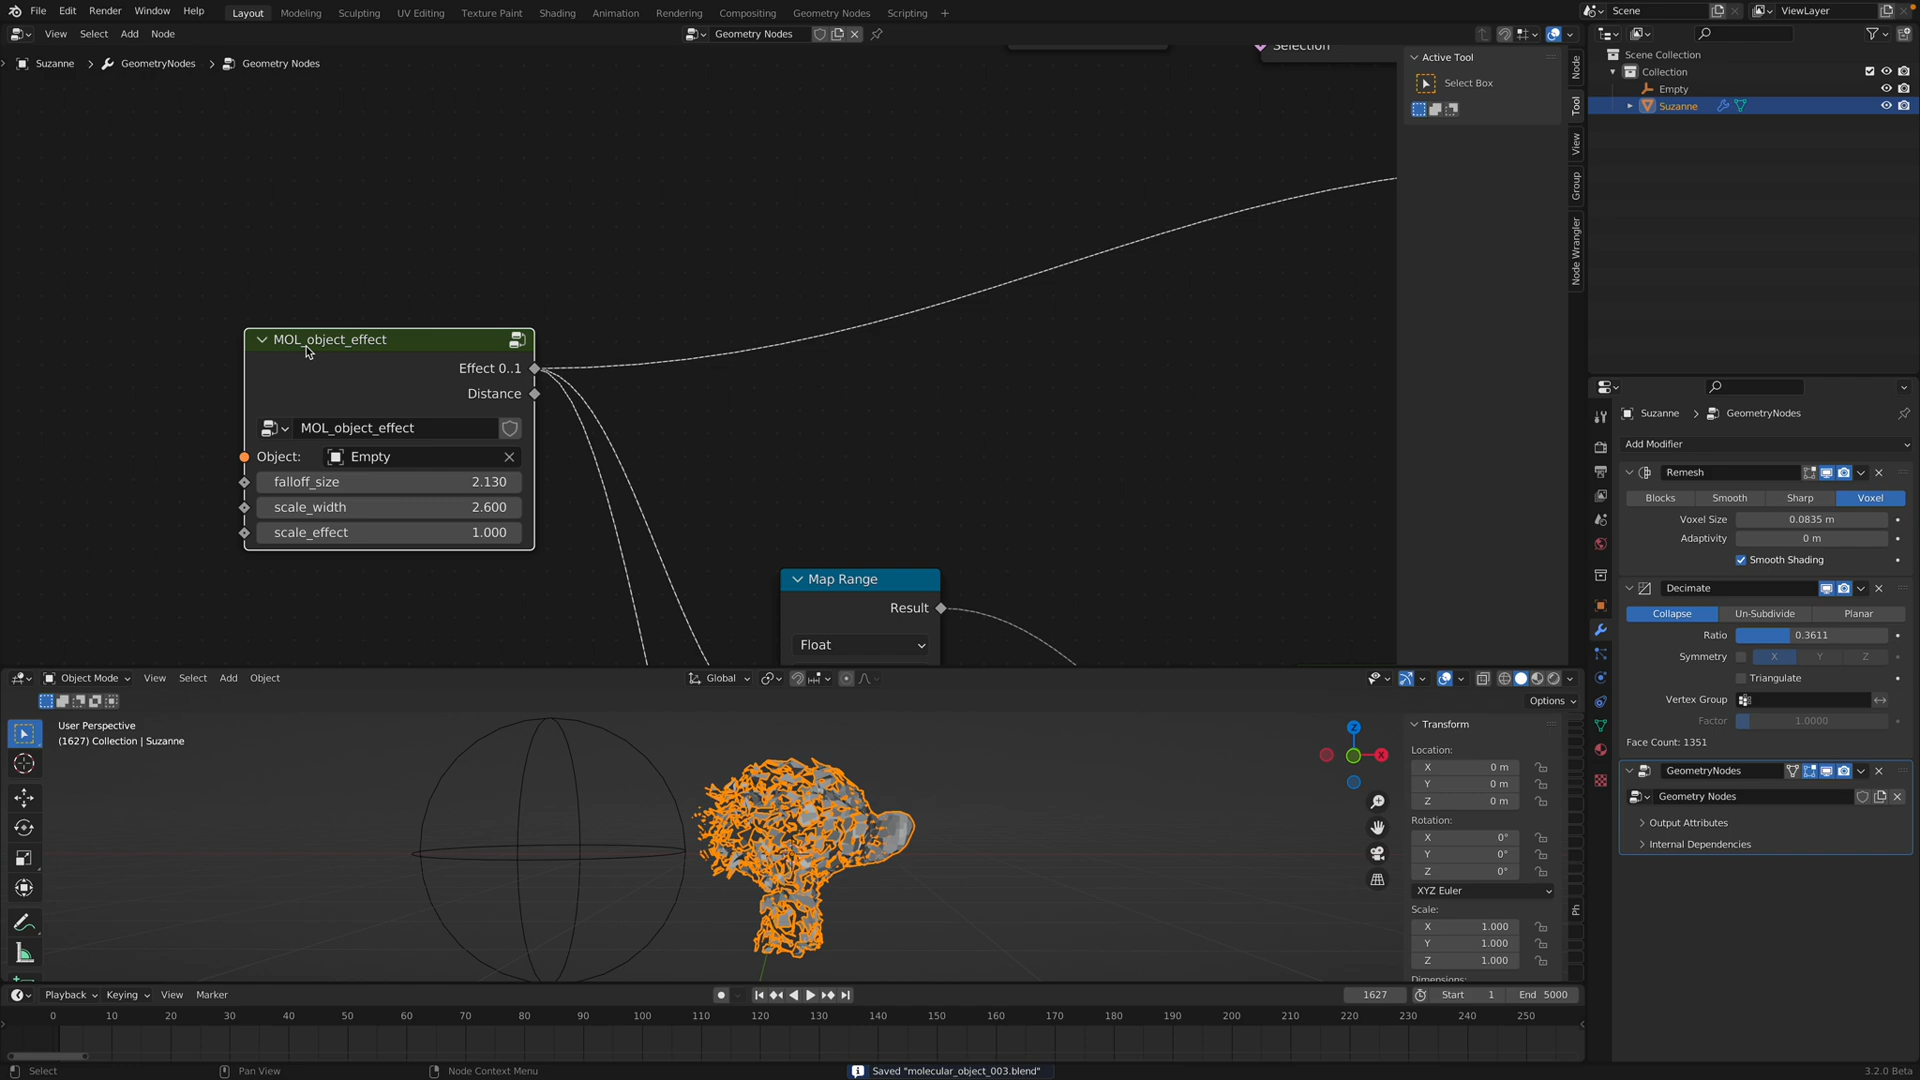 File Edit Render Window Help Layout Modeling Sculpting UV Editing Texture Paint Shading Animation Rendering Compositing Geometry Nodes Scripting + Scene ViewLayer
View Select Add Node Geometry Nodes
Suzanne > GeometryNodes > Geometry Nodes
Selection
Active Tool
Select Box
Node
Tool
View
Group
Node Wrangler
MOL_object_effect
Effect 0..1
Distance
MOL_object_effect
Object: Empty
falloff_size 2.130
scale_width 2.600
scale_effect 1.000
Map Range
Result
Float
Scene Collection
Collection
Empty
Suzanne
Suzanne > GeometryNodes
Add Modifier
Remesh
Blocks Smooth Sharp Voxel
Voxel Size 0.0835 m
Adaptivity 0 m
Smooth Shading
Decimate
Collapse Un-Subdivide Planar
Ratio 0.3611
Symmetry X Y Z
Triangulate
Vertex Group
Factor 1.0000
Face Count: 1351
GeometryNodes
Geometry Nodes
Output Attributes
Internal Dependencies
Object Mode View Select Add Object Global
Options
User Perspective
(1627) Collection | Suzanne
Z
X
Transform
Location:
X 0 m
Y 0 m
Z 0 m
Rotation:
X 0°
Y 0°
Z 0°
XYZ Euler
Scale:
X 1.000
Y 1.000
Z 1.000
Dimensions:
Ph
Playback Keying View Marker 1627 Start 1 End 5000
0 10 20 30 40 50 60 70 80 90 100 110 120 130 140 150 160 170 180 190 200 210 220 230 240 250
Select Pan View Node Context Menu Saved "molecular_object_003.blend" 3.2.0 Beta